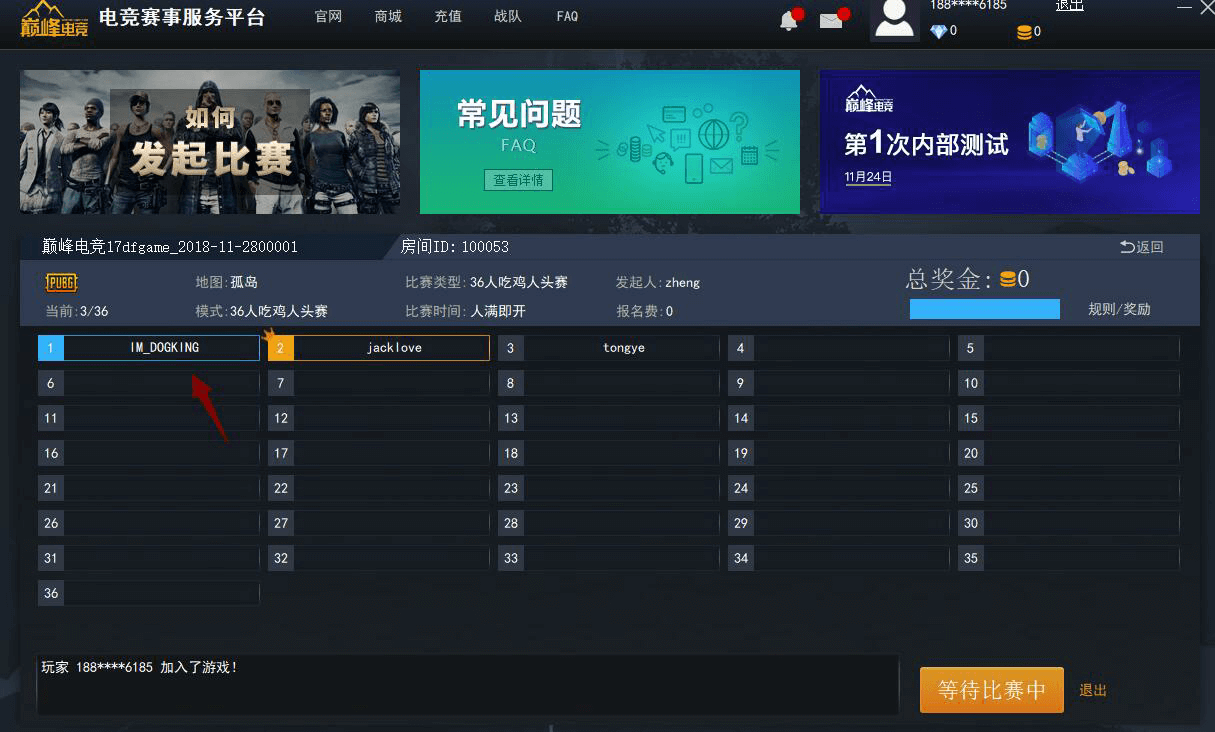 巅峰电竞
电竞赛事服务平台
官网 商城 充值 战队 FAQ
188****6185 退出
0 0
如何
发起比赛
常见问题
FAQ
查看详情
巅峰电竞
第1次内部测试
11月24日
巅峰电竞17dfgame_2018-11-2800001 房间ID: 100053 返回
PUBG 地图:孤岛 比赛类型:36人吃鸡人头赛 发起人:zheng 总奖金: 0
当前:3/36 模式:36人吃鸡人头赛 比赛时间:人满即开 报名费:0 规则/奖励
1 IM_DOGKING 2 jacklove 3 tongye 4 5
6 7 8 9 10
11 12 13 14 15
16 17 18 19 20
21 22 23 24 25
26 27 28 29 30
31 32 33 34 35
36
玩家 188****6185 加入了游戏!
等待比赛中 退出